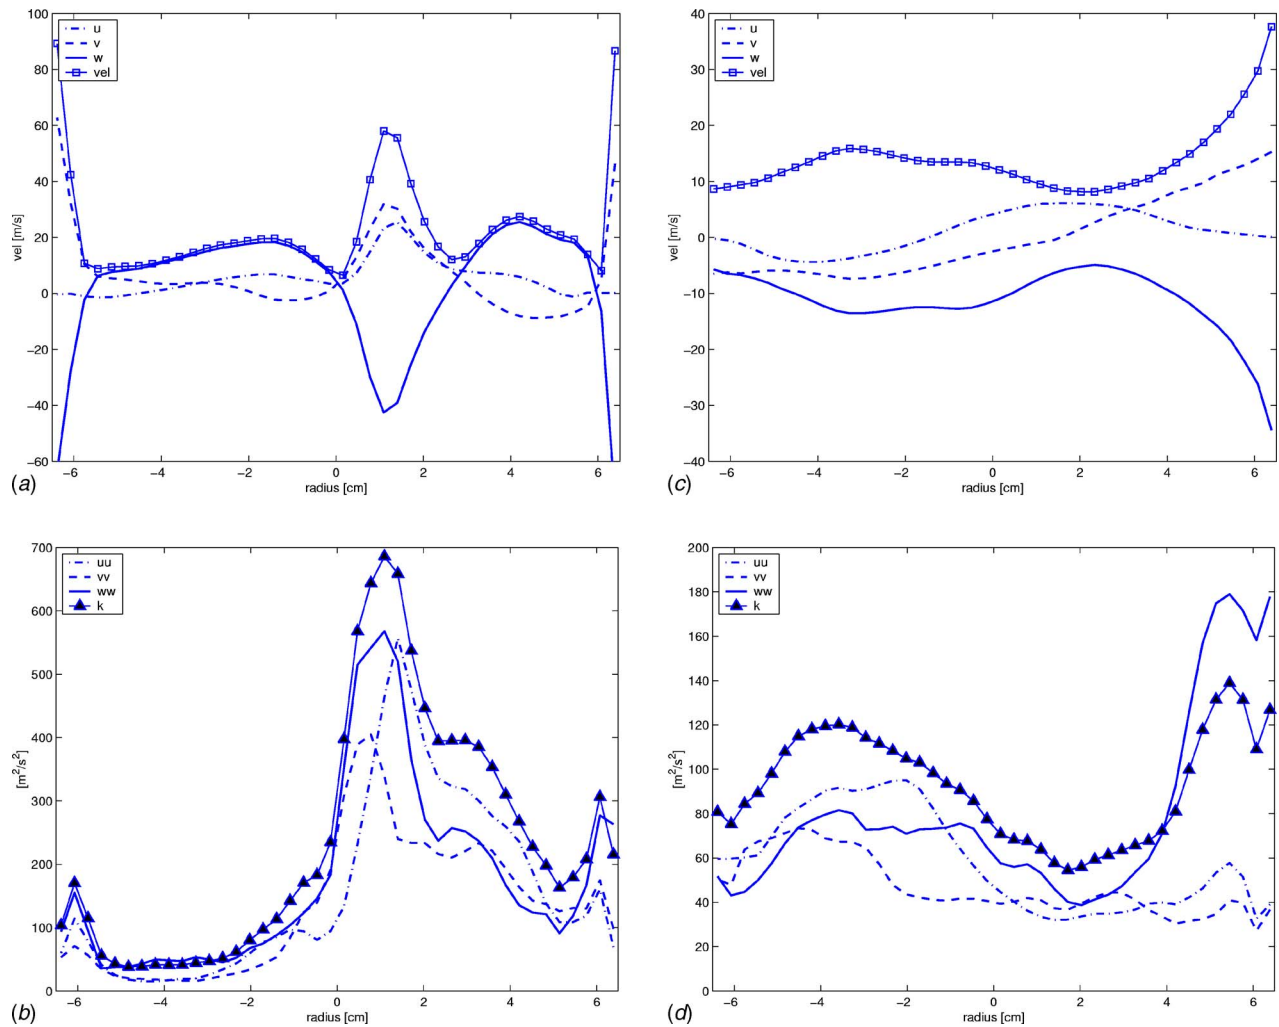 100
80
60
40
20
0
−20
−40
−60
vel [m/s]
u
v
w
vel
−6 −4 −2 0 2 4 6
radius [cm]
(a)
40
30
20
10
0
−10
−20
−30
−40
vel [m/s]
u
v
w
vel
−6 −4 −2 0 2 4 6
radius [cm]
(c)
700
600
500
400
300
200
100
0
[m²/s²]
uu
vv
ww
k
−6 −4 −2 0 2 4 6
radius [cm]
(b)
200
180
160
140
120
100
80
60
40
20
0
[m²/s²]
uu
vv
ww
k
−6 −4 −2 0 2 4 6
radius [cm]
(d)